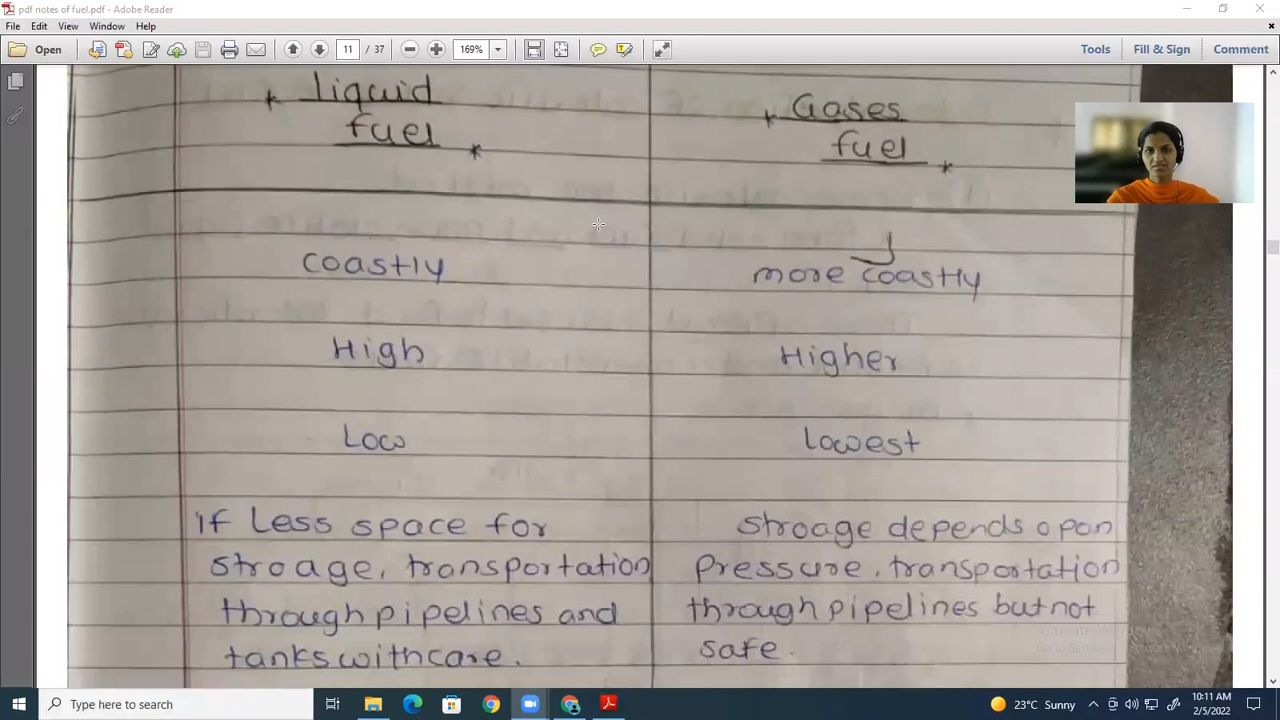 pdf notes of fuel.pdf - Adobe Reader
File Edit View Window Help
Open 11 / 37 169% Tools Fill & Sign Comment
* liquid
fuel *
* Gases
fuel *
coastly more coastly
High Higher
Low lowest
If Less space for
stroage, transportation
through pipelines and
tanks with care.
stroage depends opon
pressure, transportation
through pipelines but not
safe.
Type here to search
23°C Sunny
10:11 AM
2/5/2022